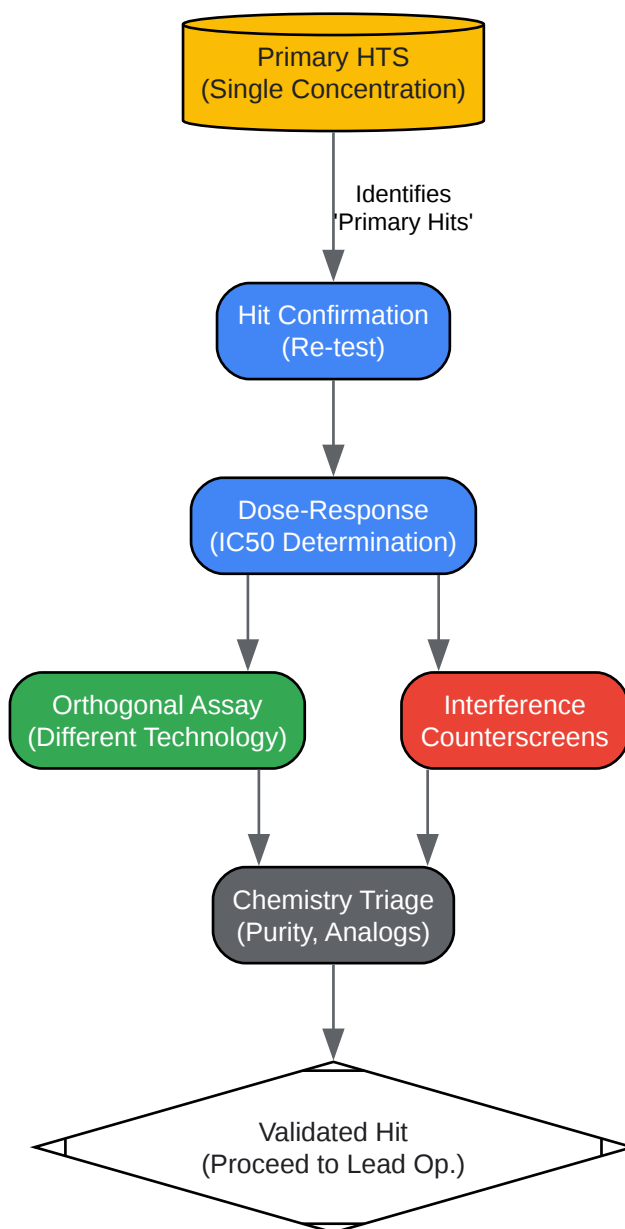 Primary HTS
(Single Concentration)
Identifies
'Primary Hits'
Hit Confirmation
(Re-test)
Dose-Response
(IC50 Determination)
Orthogonal Assay
(Different Technology)
Interference
Counterscreens
Chemistry Triage
(Purity, Analogs)
Validated Hit
(Proceed to Lead Op.)